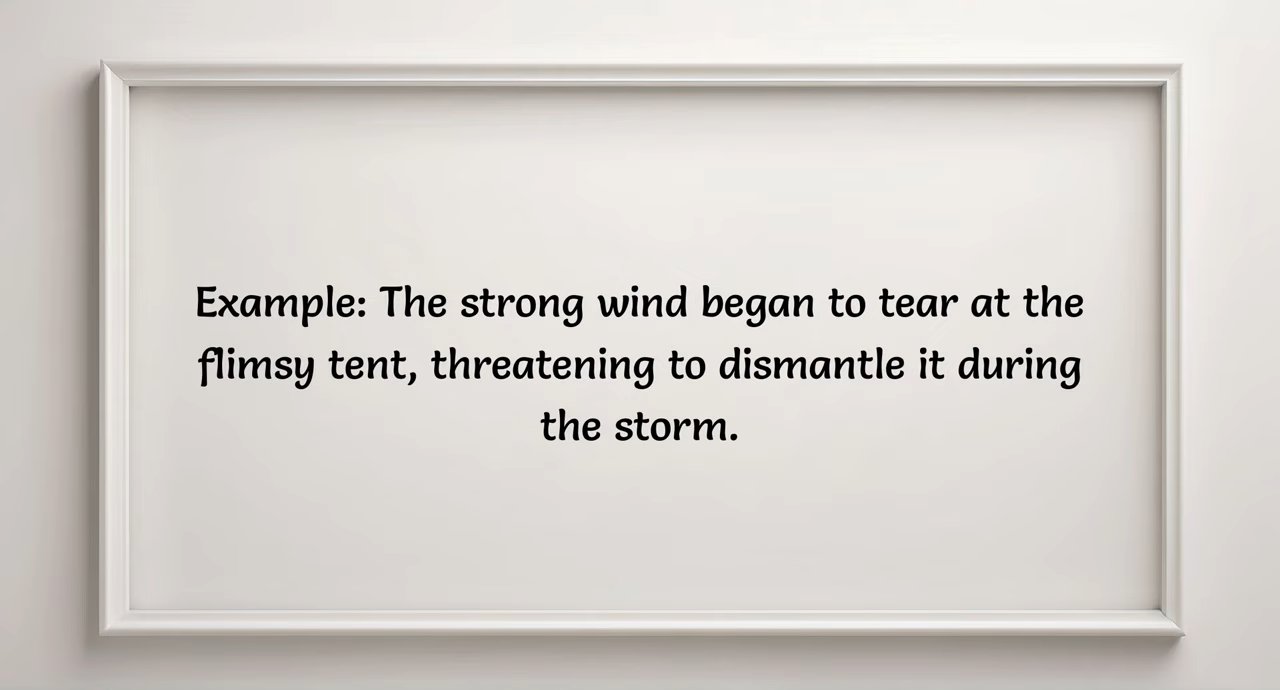 Example: The strong wind began to tear at the
flimsy tent, threatening to dismantle it during
the storm.